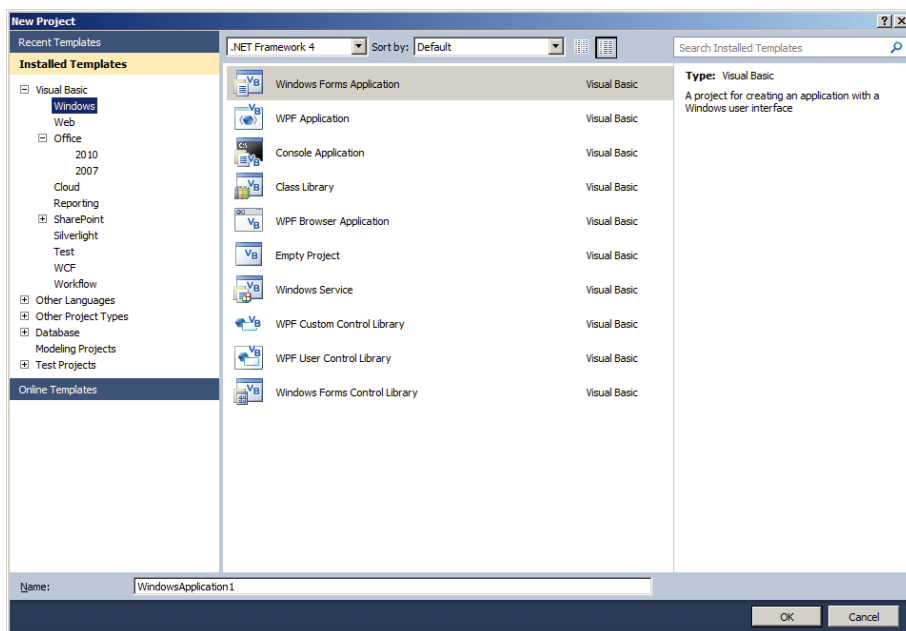 New Project
Recent Templates
Installed Templates
Visual Basic
Windows
Web
Office
2010
2007
Cloud
Reporting
SharePoint
Silverlight
Test
WCF
Workflow
Other Languages
Other Project Types
Database
Modeling Projects
Test Projects
Online Templates
.NET Framework 4 Sort by: Default
Windows Forms Application Visual Basic
WPF Application Visual Basic
Console Application Visual Basic
Class Library Visual Basic
WPF Browser Application Visual Basic
Empty Project Visual Basic
Windows Service Visual Basic
WPF Custom Control Library Visual Basic
WPF User Control Library Visual Basic
Windows Forms Control Library Visual Basic
Search Installed Templates
Type: Visual Basic
A project for creating an application with a
Windows user interface
Name: WindowsApplication1
OK Cancel